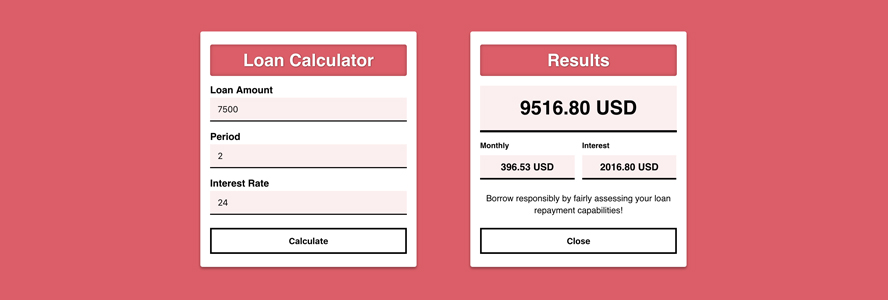 Loan Calculator
Loan Amount
7500
Period
2
Interest Rate
24
Calculate
Results
9516.80 USD
Monthly
Interest
396.53 USD
2016.80 USD
Borrow responsibly by fairly assessing your loan
repayment capabilities!
Close